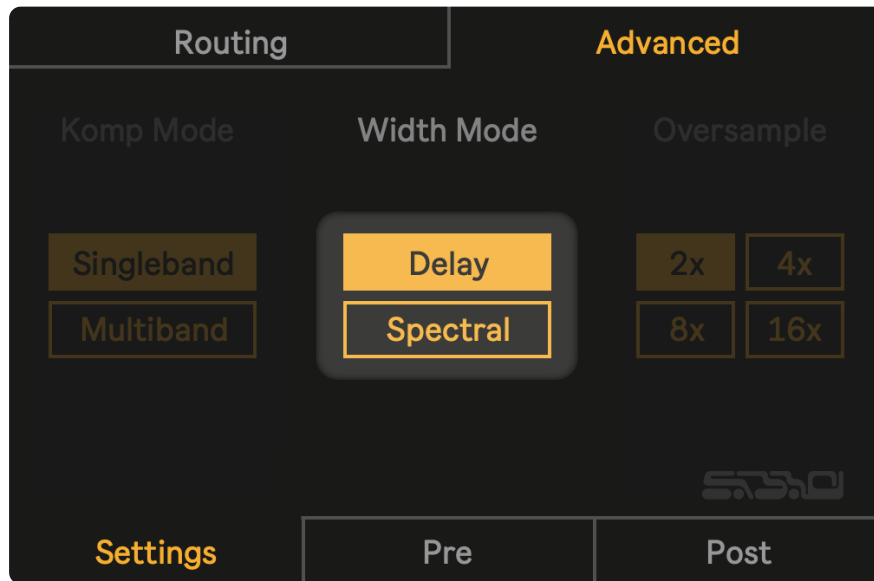 Routing
Advanced
Komp Mode
Width Mode
Oversample
Singleband
Delay
2x
4x
Multiband
Spectral
8x
16x
Settings
Pre
Post